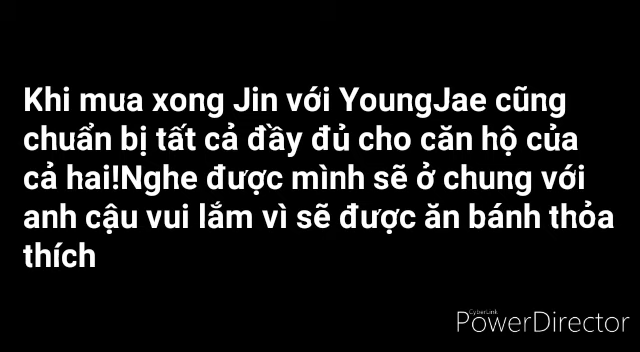 Khi mưa xong Jin với YoungJae cũng
chuẩn bị tất cả đầy đủ cho căn hộ của
cả hai!Nghe được mình sẽ ở chung với
anh cậu vui lắm vì sẽ được ăn bánh thỏa
thích
CyberLink
PowerDirector